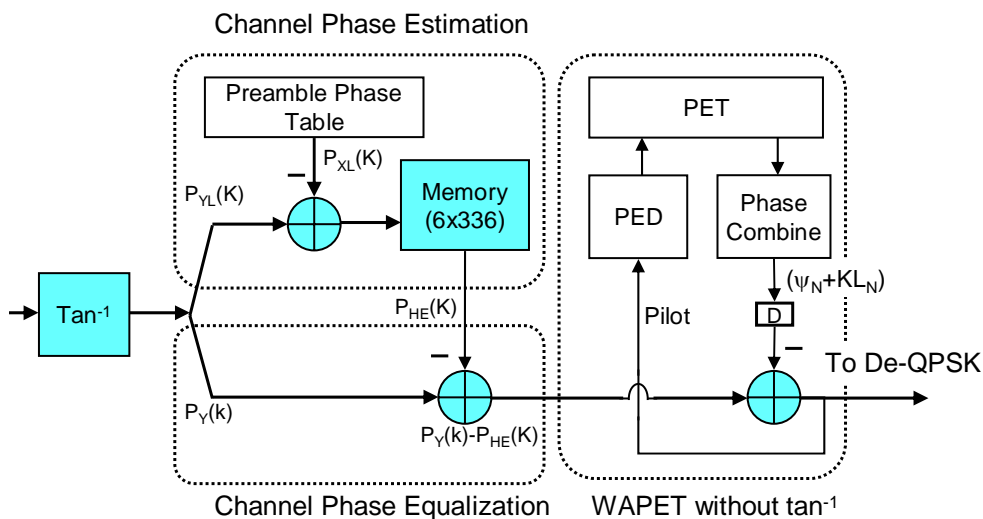 Channel Phase Estimation
Preamble Phase
Table
PET
P_XL(K)
−
P_YL(K)
Memory
(6x336)
PED
Phase
Combine
(ψ_N+KL_N)
Tan⁻¹
P_HE(K)
Pilot
D
−
−
To De-QPSK
P_Y(k)
P_Y(k)-P_HE(K)
Channel Phase Equalization
WAPET without tan⁻¹